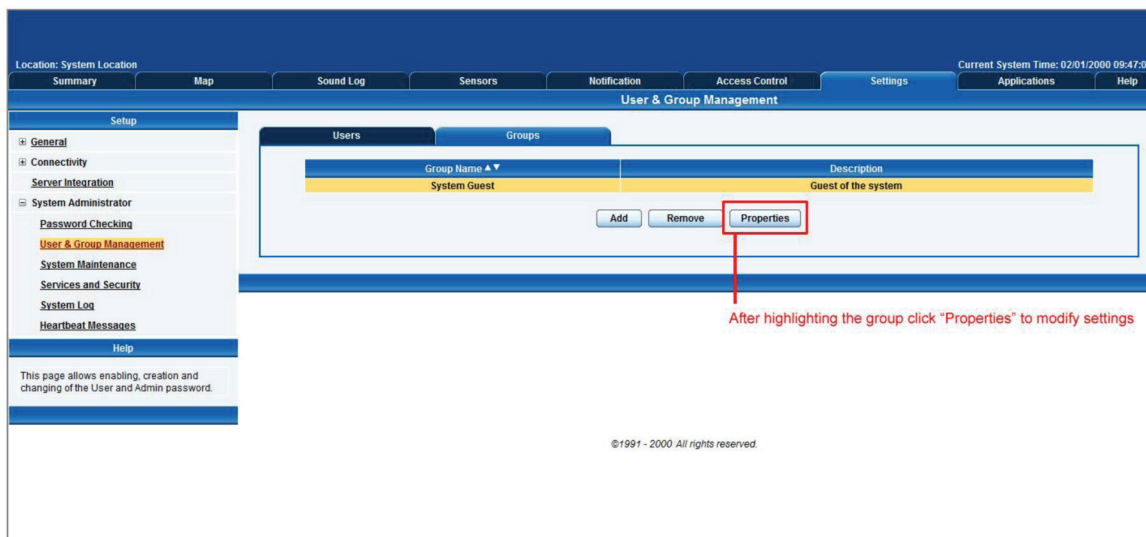 Location: System Location
Current System Time: 02/01/2000 09:47:0
Summary Map Sound Log Sensors Notification Access Control Settings Applications Help
User & Group Management
Setup
General
Connectivity
Server Integration
System Administrator
Password Checking
User & Group Management
System Maintenance
Services and Security
System Log
Heartbeat Messages
Help
This page allows enabling, creation and
changing of the User and Admin password.
Users Groups
Group Name ▲▼ Description
System Guest Guest of the system
Add Remove Properties
After highlighting the group click “Properties” to modify settings
©1991 - 2000 All rights reserved.